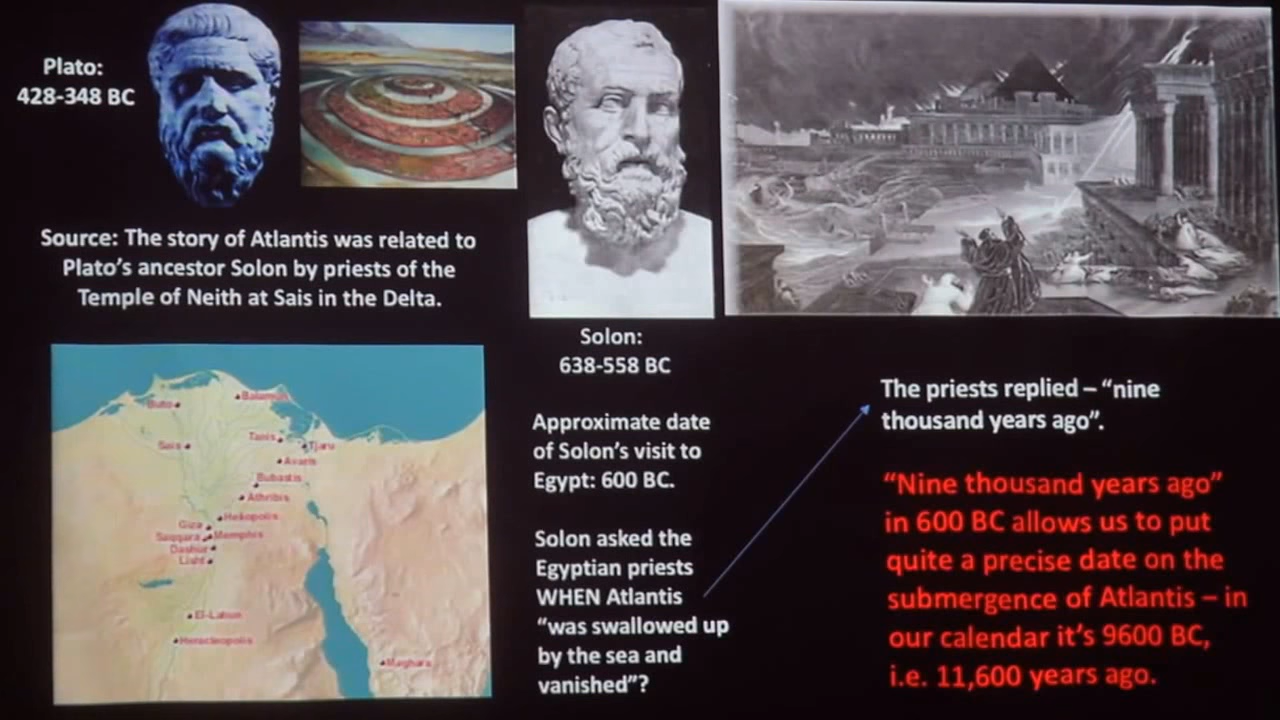 Plato:
428-348 BC
Source: The story of Atlantis was related to
Plato's ancestor Solon by priests of the
Temple of Neith at Sais in the Delta.
Buto
Balamun
Sais
Tanis
Tjaru
Avaris
Bubastis
Athribis
Heliopolis
Giza
Saqqara
Memphis
Dashur
Lisht
El-Lahun
Heracleopolis
Maghara
Solon:
638-558 BC
Approximate date
of Solon's visit to
Egypt: 600 BC.
Solon asked the
Egyptian priests
WHEN Atlantis
"was swallowed up
by the sea and
vanished"?
The priests replied – "nine
thousand years ago".
"Nine thousand years ago"
in 600 BC allows us to put
quite a precise date on the
submergence of Atlantis – in
our calendar it's 9600 BC,
i.e. 11,600 years ago.